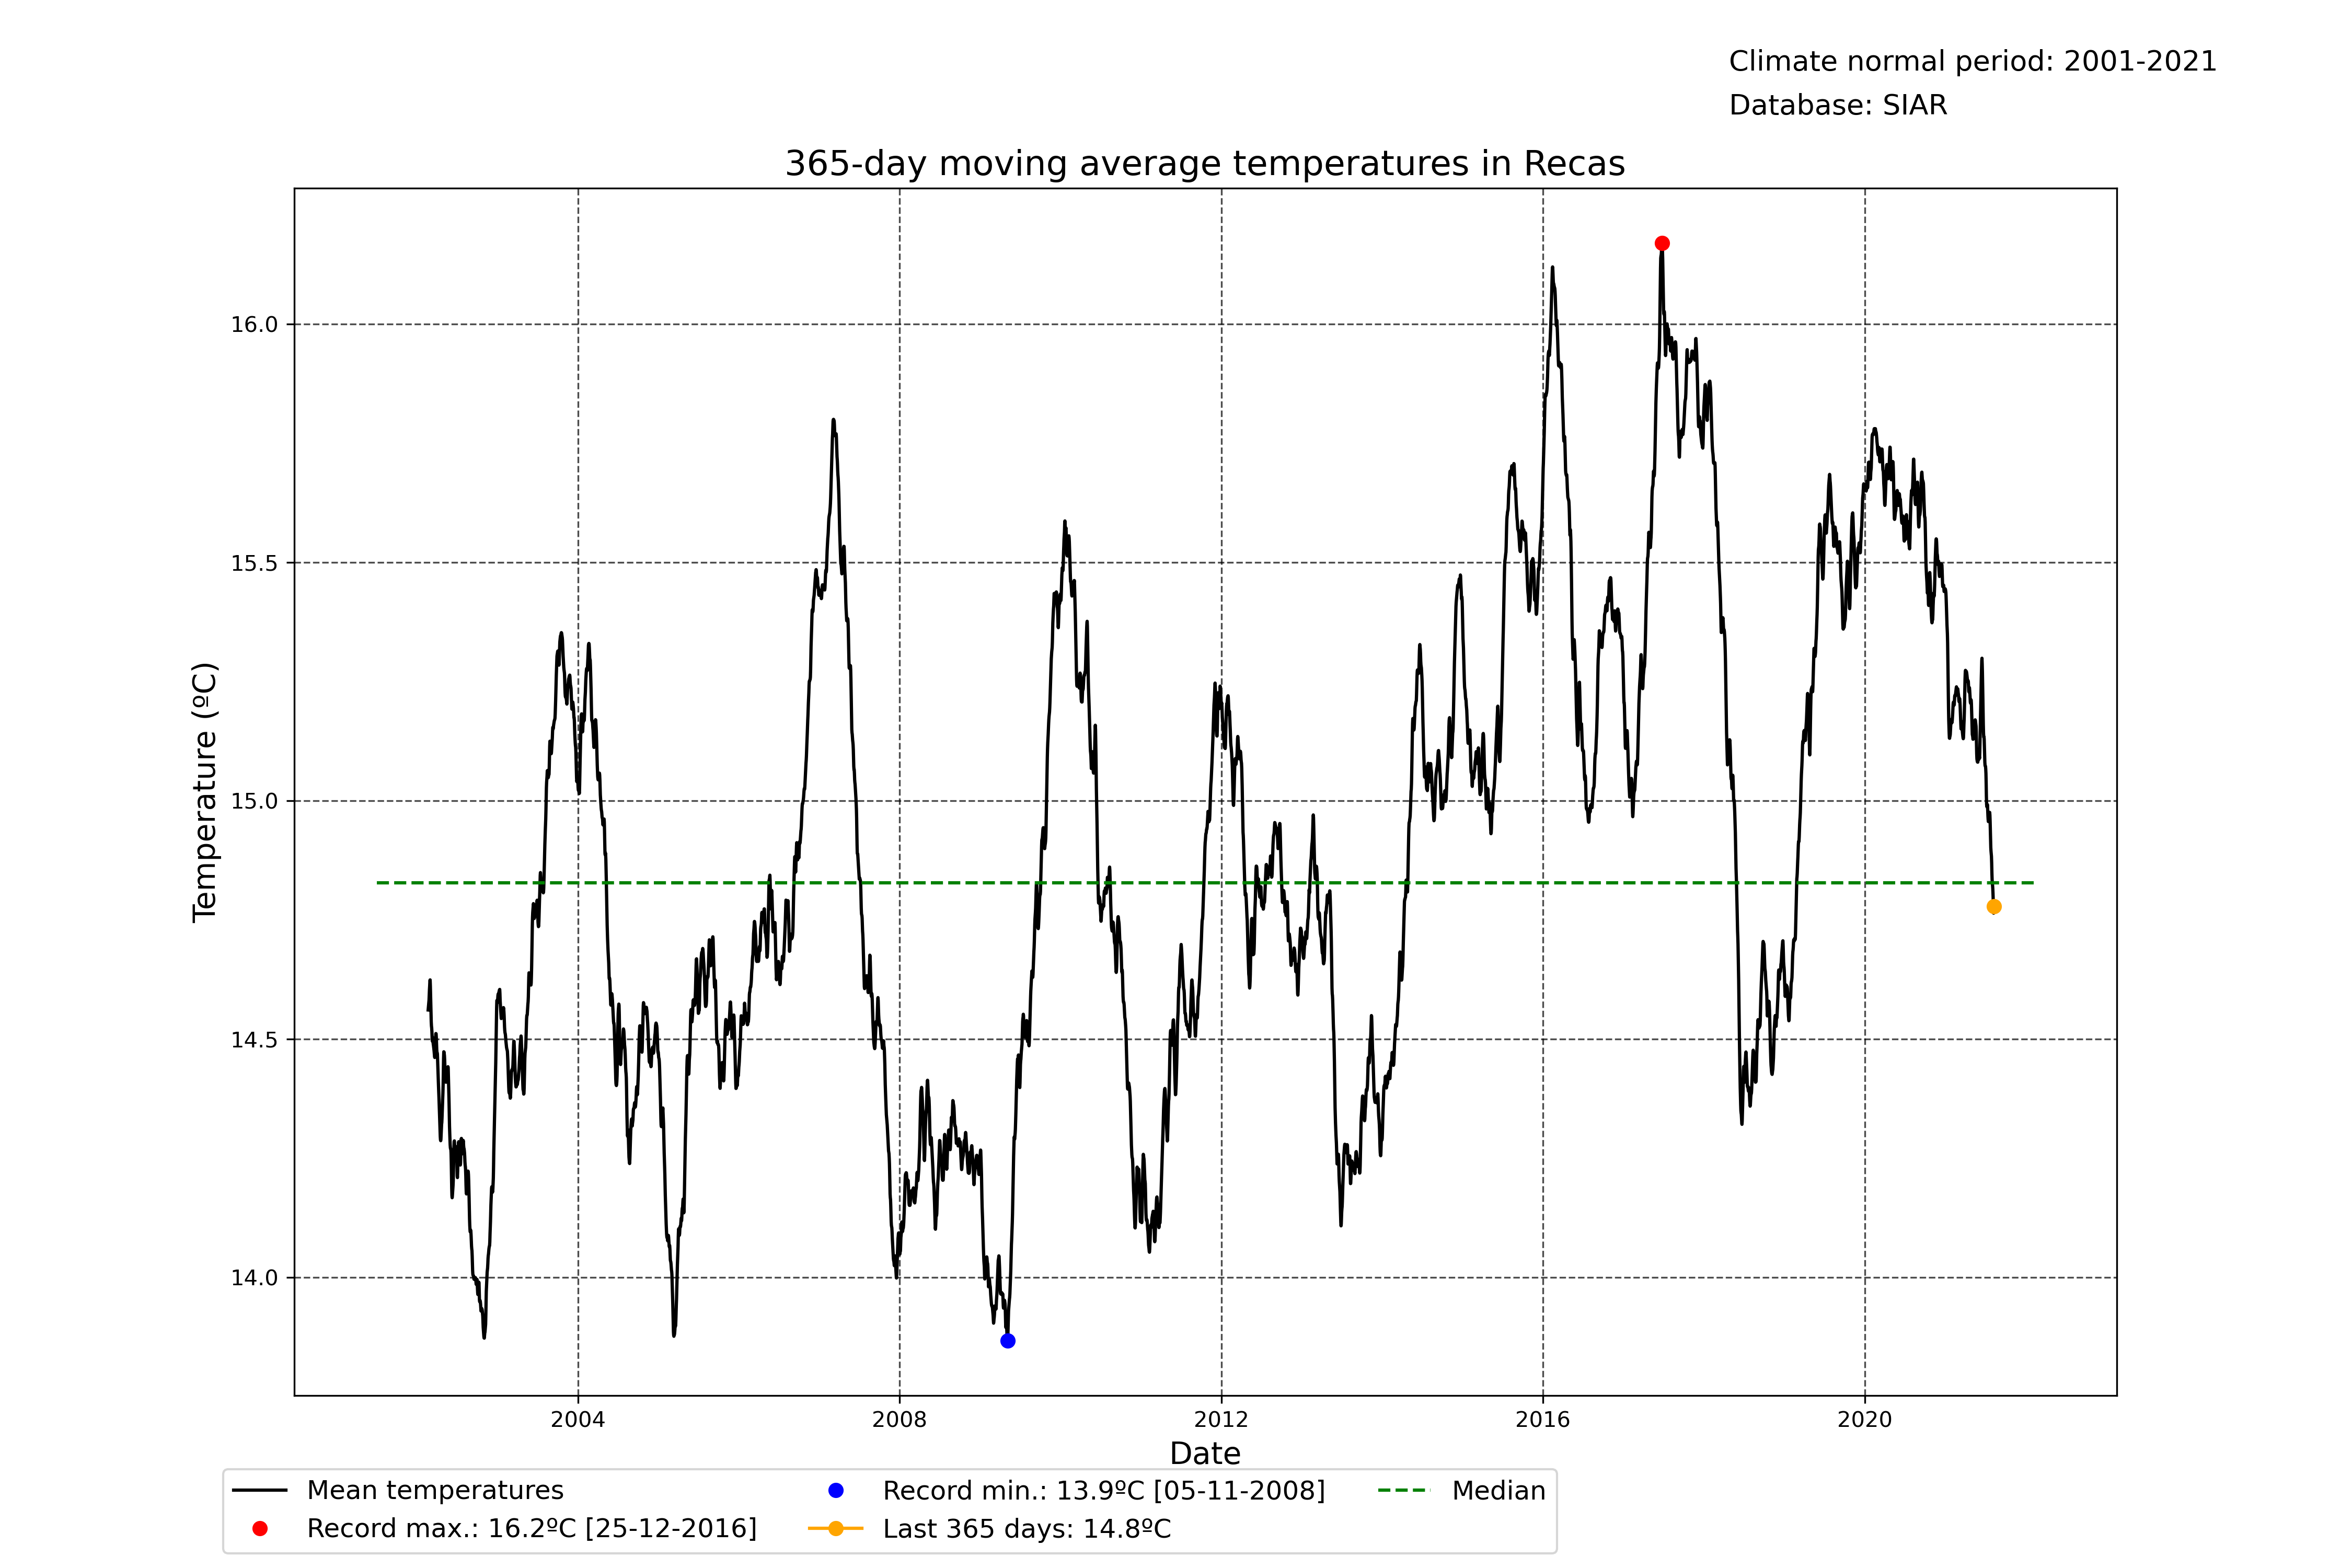 Climate normal period: 2001-2021
Database: SIAR
365-day moving average temperatures in Recas
Temperature (ºC)
16.0
15.5
15.0
14.5
14.0
2004
2008
2012
2016
2020
Date
Mean temperatures
Record max.: 16.2ºC [25-12-2016]
Record min.: 13.9ºC [05-11-2008]
Last 365 days: 14.8ºC
Median